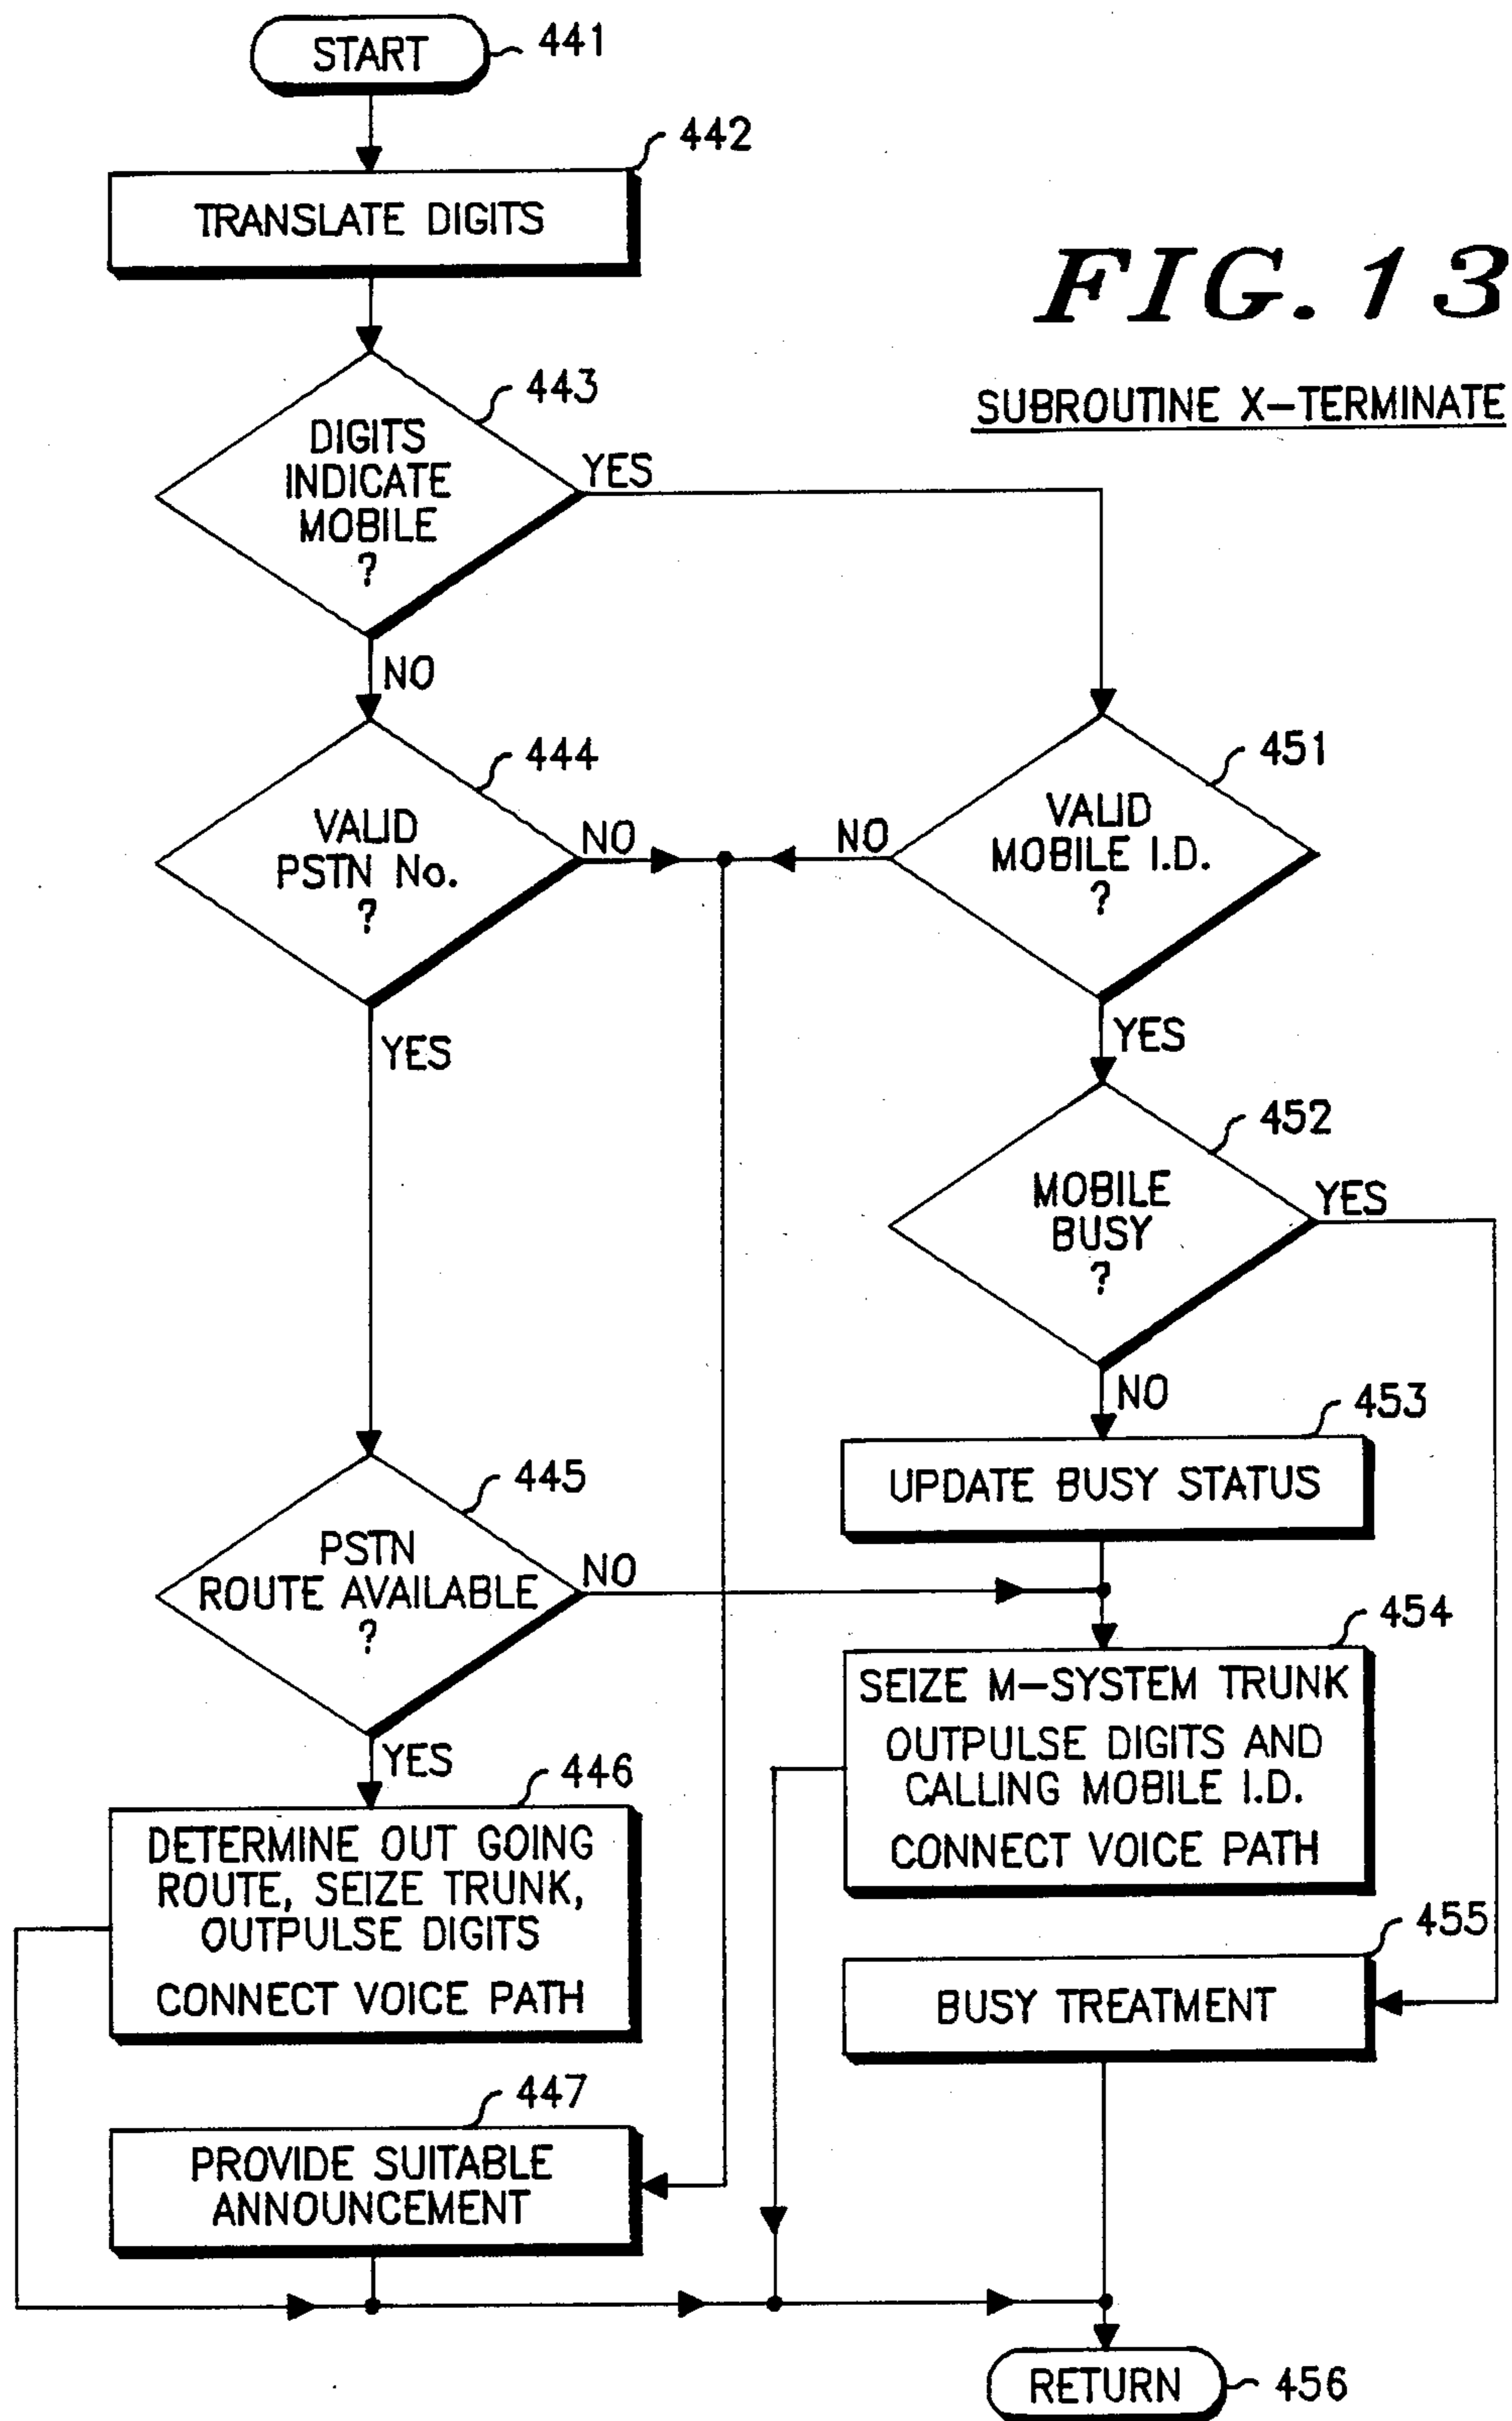 START
441
442
TRANSLATE DIGITS
FIG. 13
SUBROUTINE X-TERMINATE
443
DIGITS
INDICATE
MOBILE
?
YES
NO
444
VALID
PSTN No.
?
NO
YES
451
VALID
MOBILE I.D.
?
NO
YES
452
MOBILE
BUSY
?
YES
NO
453
UPDATE BUSY STATUS
445
PSTN
ROUTE AVAILABLE
?
NO
YES
454
SEIZE M-SYSTEM TRUNK
OUTPULSE DIGITS AND
CALLING MOBILE I.D.
CONNECT VOICE PATH
446
DETERMINE OUT GOING
ROUTE, SEIZE TRUNK,
OUTPULSE DIGITS
CONNECT VOICE PATH
455
BUSY TREATMENT
447
PROVIDE SUITABLE
ANNOUNCEMENT
RETURN
456